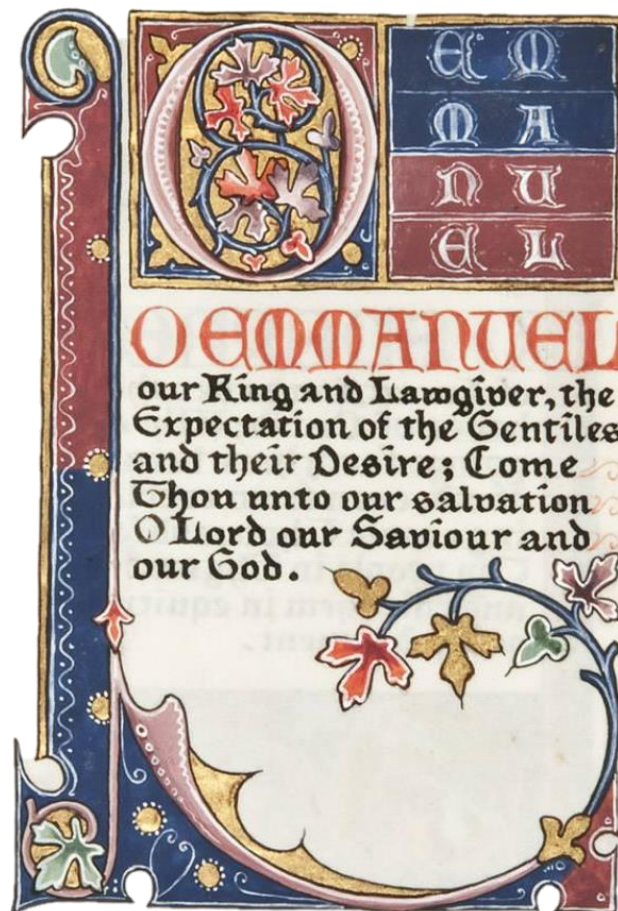 O E M
M A
N U
E L
O EMMANUEL
our King and Lawgiver, the
Expectation of the Gentiles
and their Desire; Come
Thou unto our salvation
O Lord our Saviour and
our God.